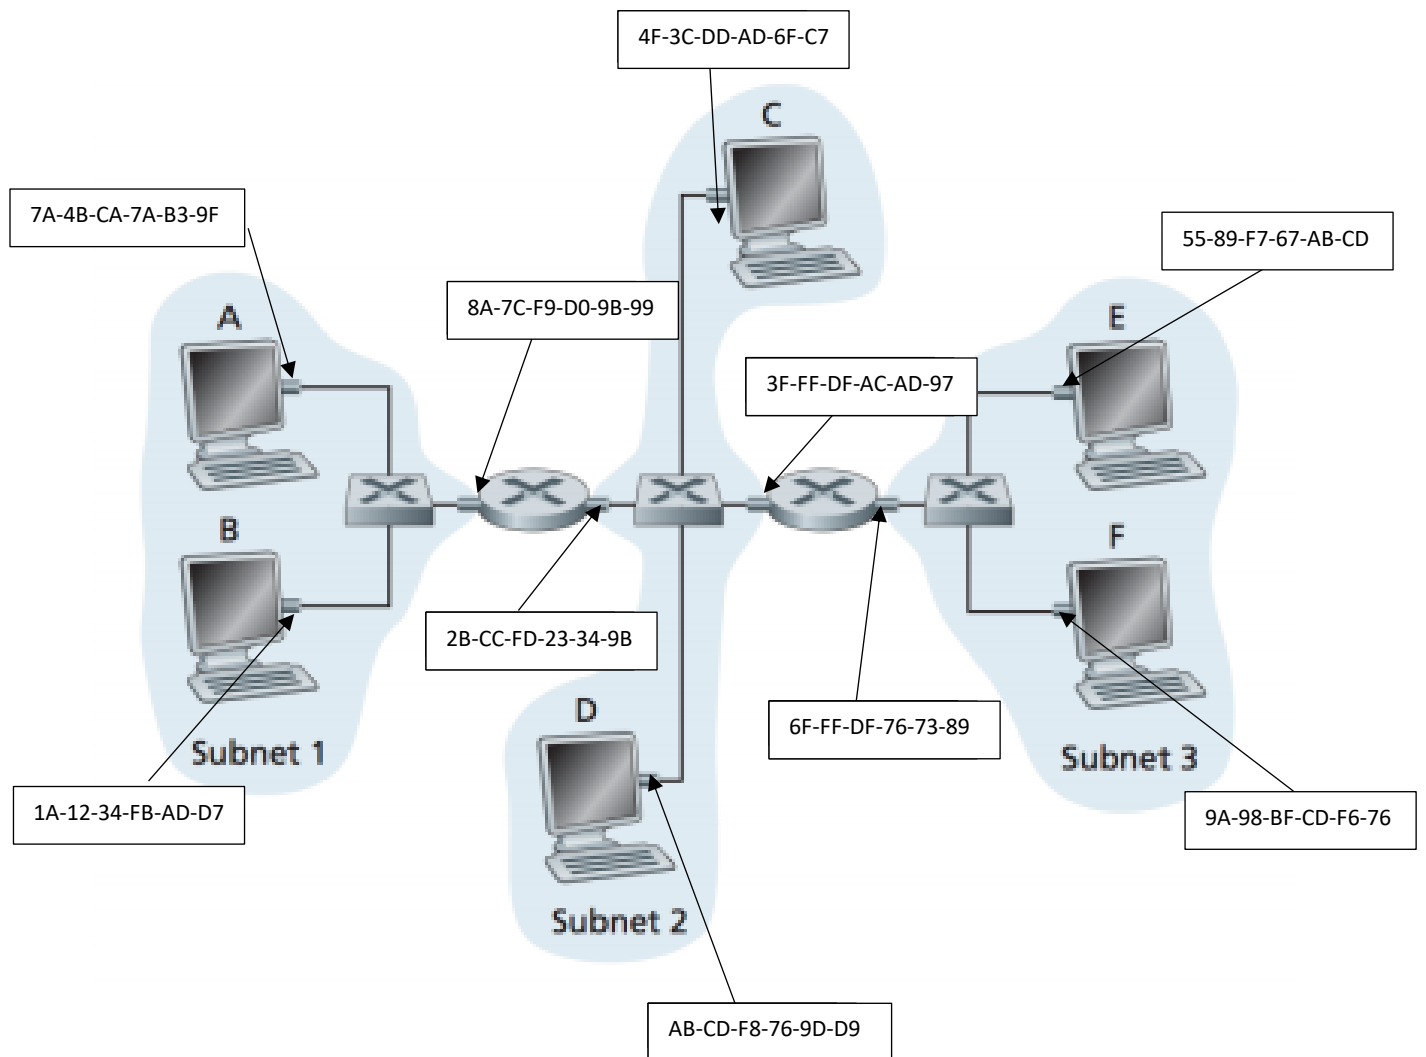 4F-3C-DD-AD-6F-C7
C
7A-4B-CA-7A-B3-9F
55-89-F7-67-AB-CD
8A-7C-F9-D0-9B-99
A
E
3F-FF-DF-AC-AD-97
B
F
2B-CC-FD-23-34-9B
D
6F-FF-DF-76-73-89
Subnet 1
Subnet 3
1A-12-34-FB-AD-D7
9A-98-BF-CD-F6-76
Subnet 2
AB-CD-F8-76-9D-D9